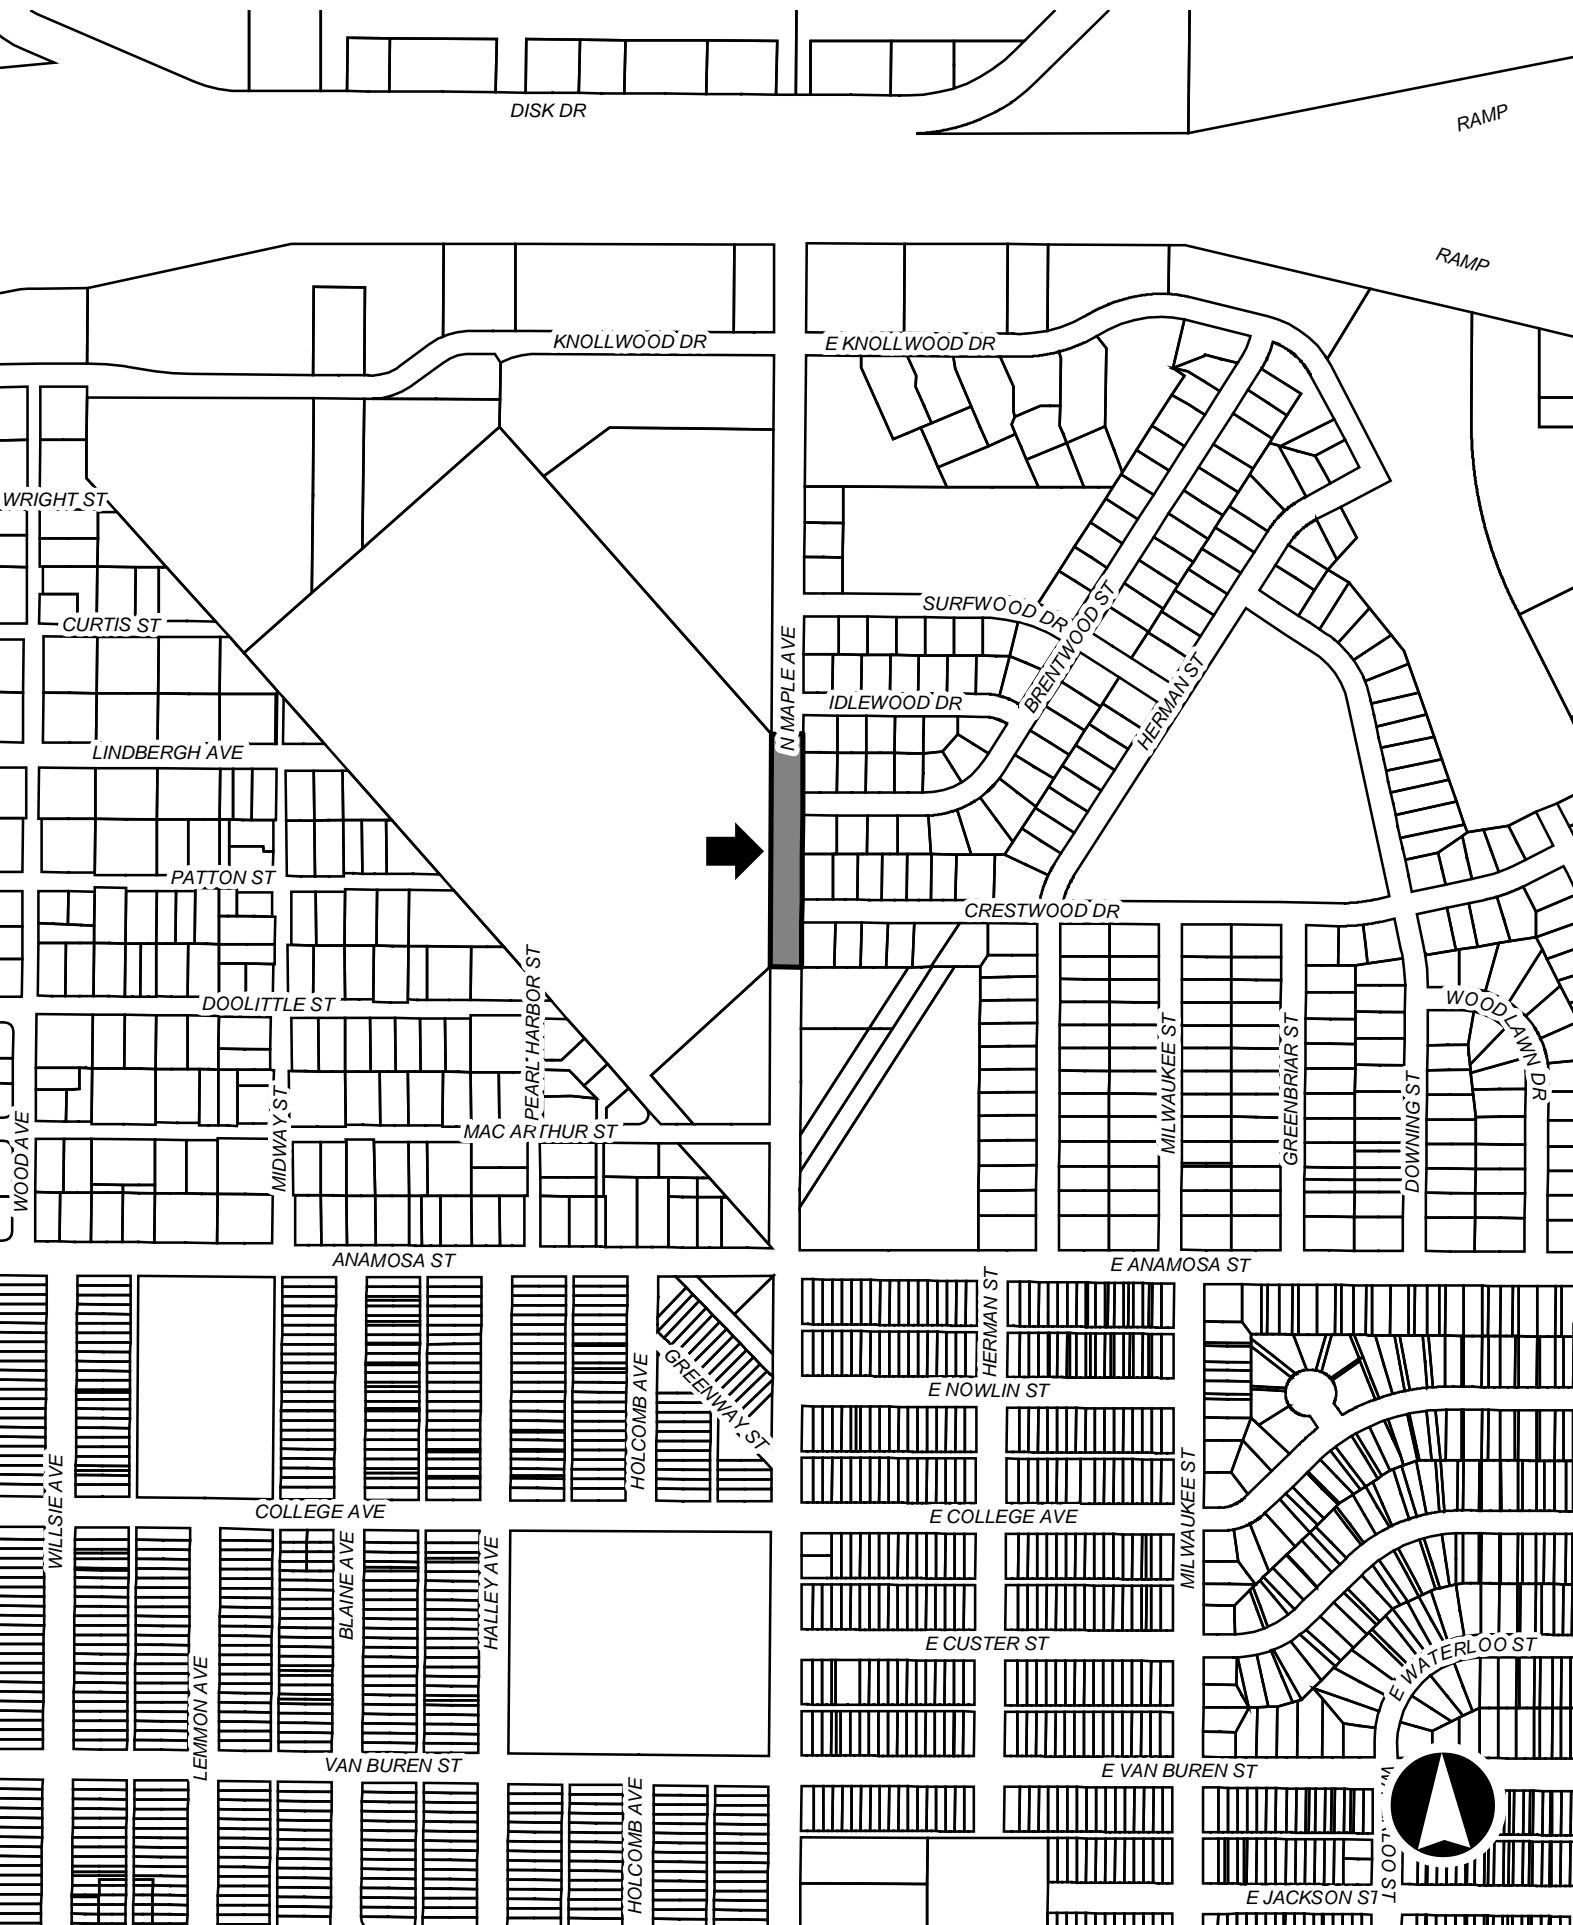 DISK DR
RAMP
RAMP
KNOLLWOOD DR
E KNOLLWOOD DR
WRIGHT ST
CURTIS ST
SURFWOOD DR
BRENTWOOD ST
N MAPLE AVE
IDLEWOOD DR
HERMAN ST
LINDBERGH AVE
PATTON ST
CRESTWOOD DR
DOOLITTLE ST
PEARL HARBOR ST
WOODLAWN DR
MILWAUKEE ST
GREENBRIAR ST
DOWNING ST
MIDWAY ST
MAC ARTHUR ST
WOOD AVE
ANAMOSA ST
E ANAMOSA ST
HERMAN ST
GREENWAY ST
HOLCOMB AVE
E NOWLIN ST
WILLSIE AVE
MILWAUKEE ST
COLLEGE AVE
E COLLEGE AVE
BLAINE AVE
HALLEY AVE
E CUSTER ST
E WATERLOO ST
LEMMON AVE
VAN BUREN ST
E VAN BUREN ST
HOLCOMB AVE
E JACKSON ST